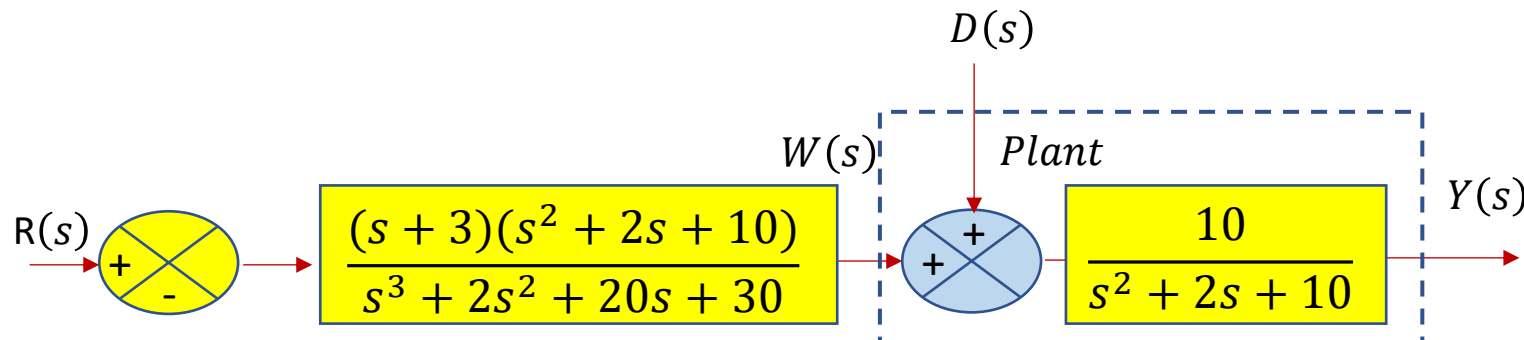 D(s)
W(s)
Plant
R(s)
+
-
(s + 3)(s² + 2s + 10)
s³ + 2s² + 20s + 30
+
+
10
s² + 2s + 10
Y(s)